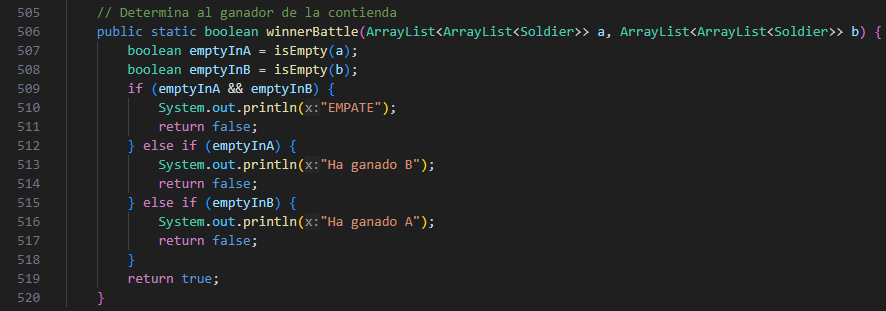 505 // Determina al ganador de la contienda
506 public static boolean winnerBattle(ArrayList<ArrayList<Soldier>> a, ArrayList<ArrayList<Soldier>> b) {
507 boolean emptyInA = isEmpty(a);
508 boolean emptyInB = isEmpty(b);
509 if (emptyInA && emptyInB) {
510 System.out.println(x:"EMPATE");
511 return false;
512 } else if (emptyInA) {
513 System.out.println(x:"Ha ganado B");
514 return false;
515 } else if (emptyInB) {
516 System.out.println(x:"Ha ganado A");
517 return false;
518 }
519 return true;
520 }